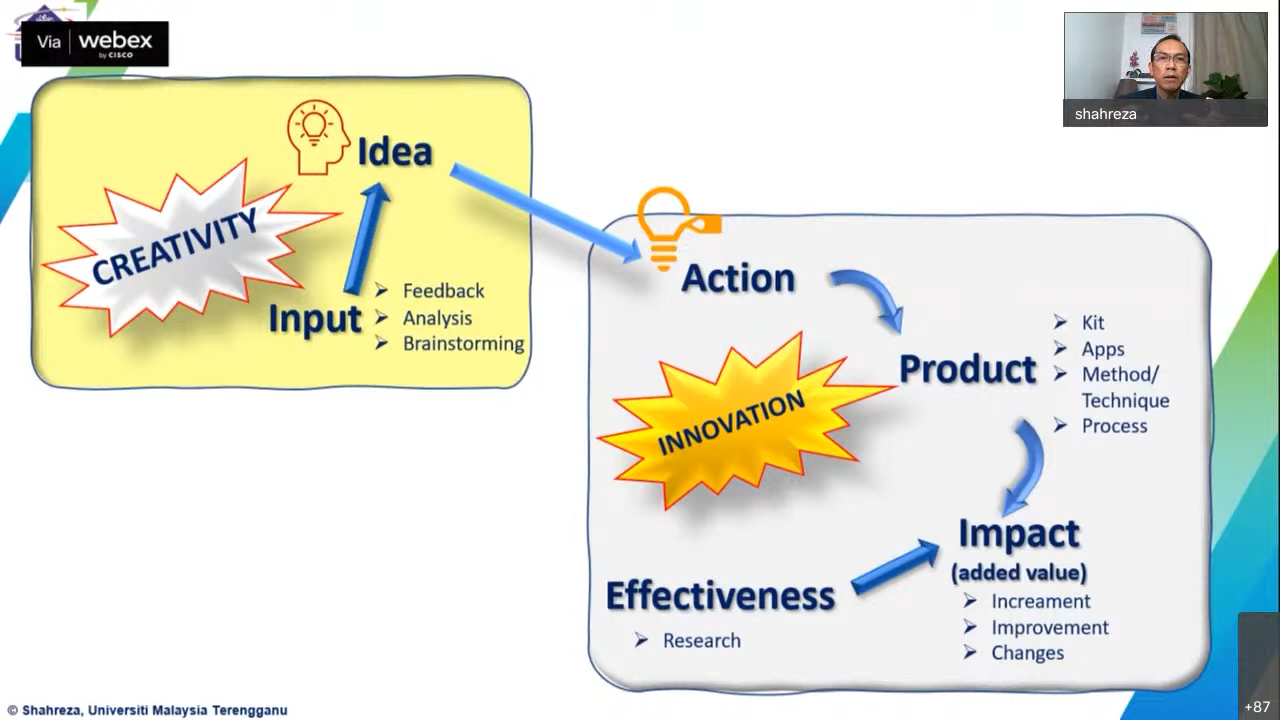 Via webex
by CISCO
shahreza
Idea
CREATIVITY
Input
Feedback
Analysis
Brainstorming
Action
INNOVATION
Product
Kit
Apps
Method/
Technique
Process
Impact
(added value)
Increament
Improvement
Changes
Effectiveness
Research
© Shahreza, Universiti Malaysia Terengganu
+87